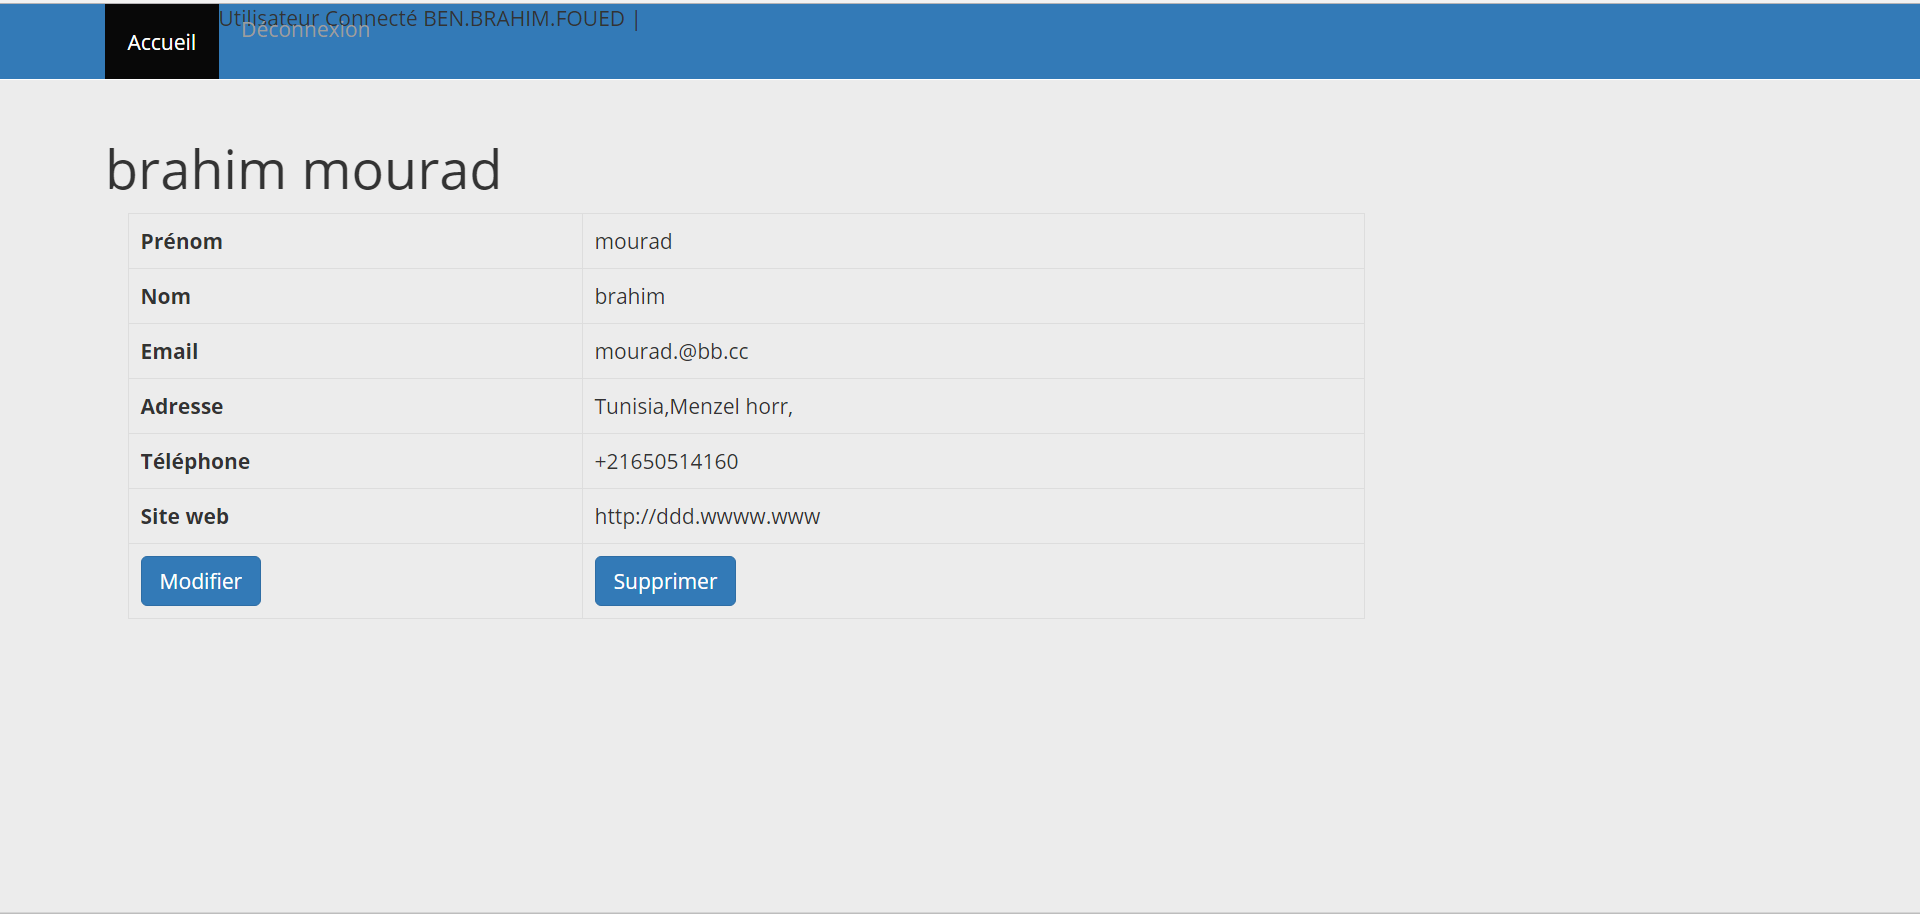 Utilisateur Connecté BEN.BRAHIM.FOUED |
Accueil Déconnexion
brahim mourad
Prénom mourad
Nom brahim
Email mourad.@bb.cc
Adresse Tunisia,Menzel horr,
Téléphone +21650514160
Site web http://ddd.wwww.www
Modifier Supprimer